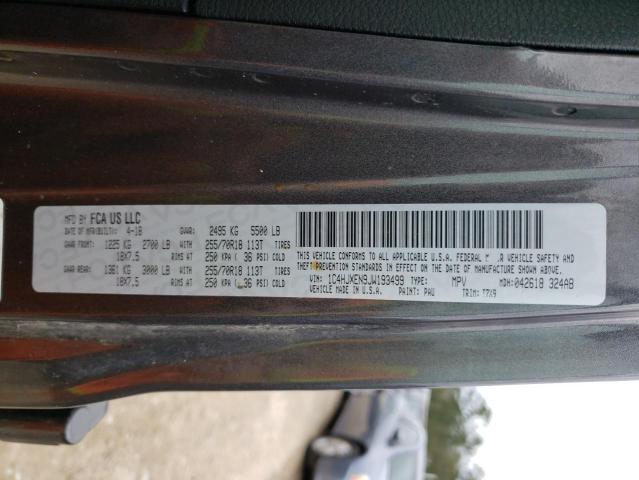 MFD BY FCA US LLC
DATE OF MFR(BUILT): 4-18 GVWR: 2495 KG 5500 LB
GAWR FRONT: 1225 KG 2700 LB WITH 255/70R18 113T TIRES
18X7.5 RIMS AT 250 KPA ( 36 PSI) COLD
GAWR REAR: 1361 KG 3000 LB WITH 255/70R18 113T TIRES
18X7.5 RIMS AT 250 KPA ( 36 PSI) COLD
THIS VEHICLE CONFORMS TO ALL APPLICABLE U.S.A. FEDERAL M .R VEHICLE SAFETY AND
THEFT PREVENTION STANDARDS IN EFFECT ON THE DATE OF MANUFACTURE SHOWN ABOVE.
VIN: 1C4HJXEN9JW193499 TYPE: MPV MDH: 042618 324AB
VEHICLE MADE IN U.S.A. PAINT: PAU TRIM: *7X9